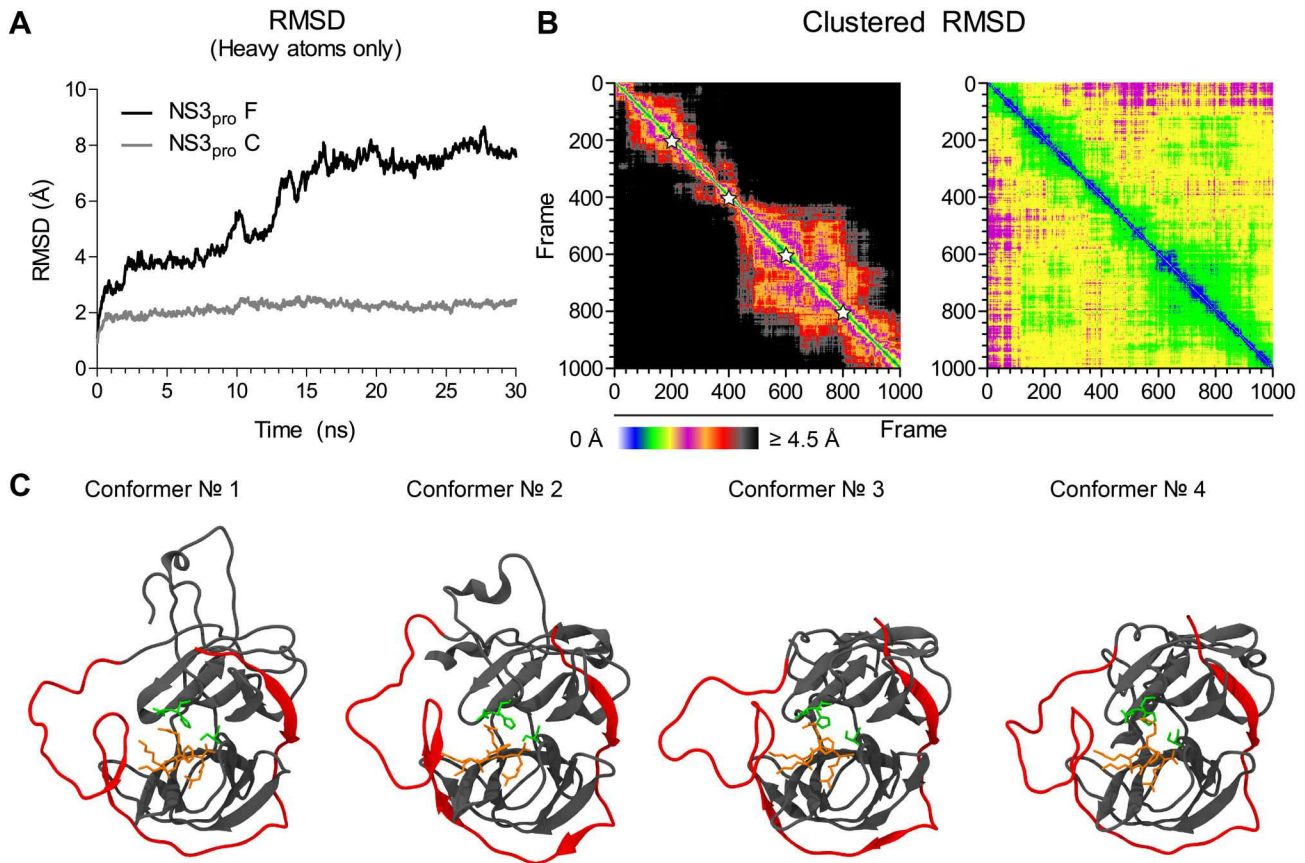 A
RMSD
(Heavy atoms only)
10
8
6
4
2
0
RMSD (Å)
NS3pro F
NS3pro C
0 5 10 15 20 25 30
Time (ns)
B
Clustered RMSD
0
200
400
600
800
1000
Frame
0 200 400 600 800 1000
0
200
400
600
800
1000
0 200 400 600 800 1000
Frame
0 Å ≥ 4.5 Å
C
Conformer № 1
Conformer № 2
Conformer № 3
Conformer № 4